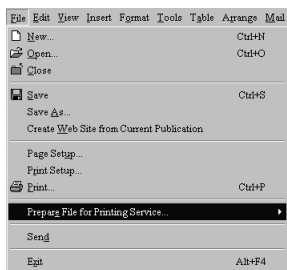 File Edit View Insert Format Tools Table Arrange Mail
New... Ctrl+N
Open... Ctrl+O
Close
Save Ctrl+S
Save As...
Create Web Site from Current Publication
Page Setup...
Print Setup...
Print... Ctrl+P
Prepare File for Printing Service...
Send
Exit Alt+F4